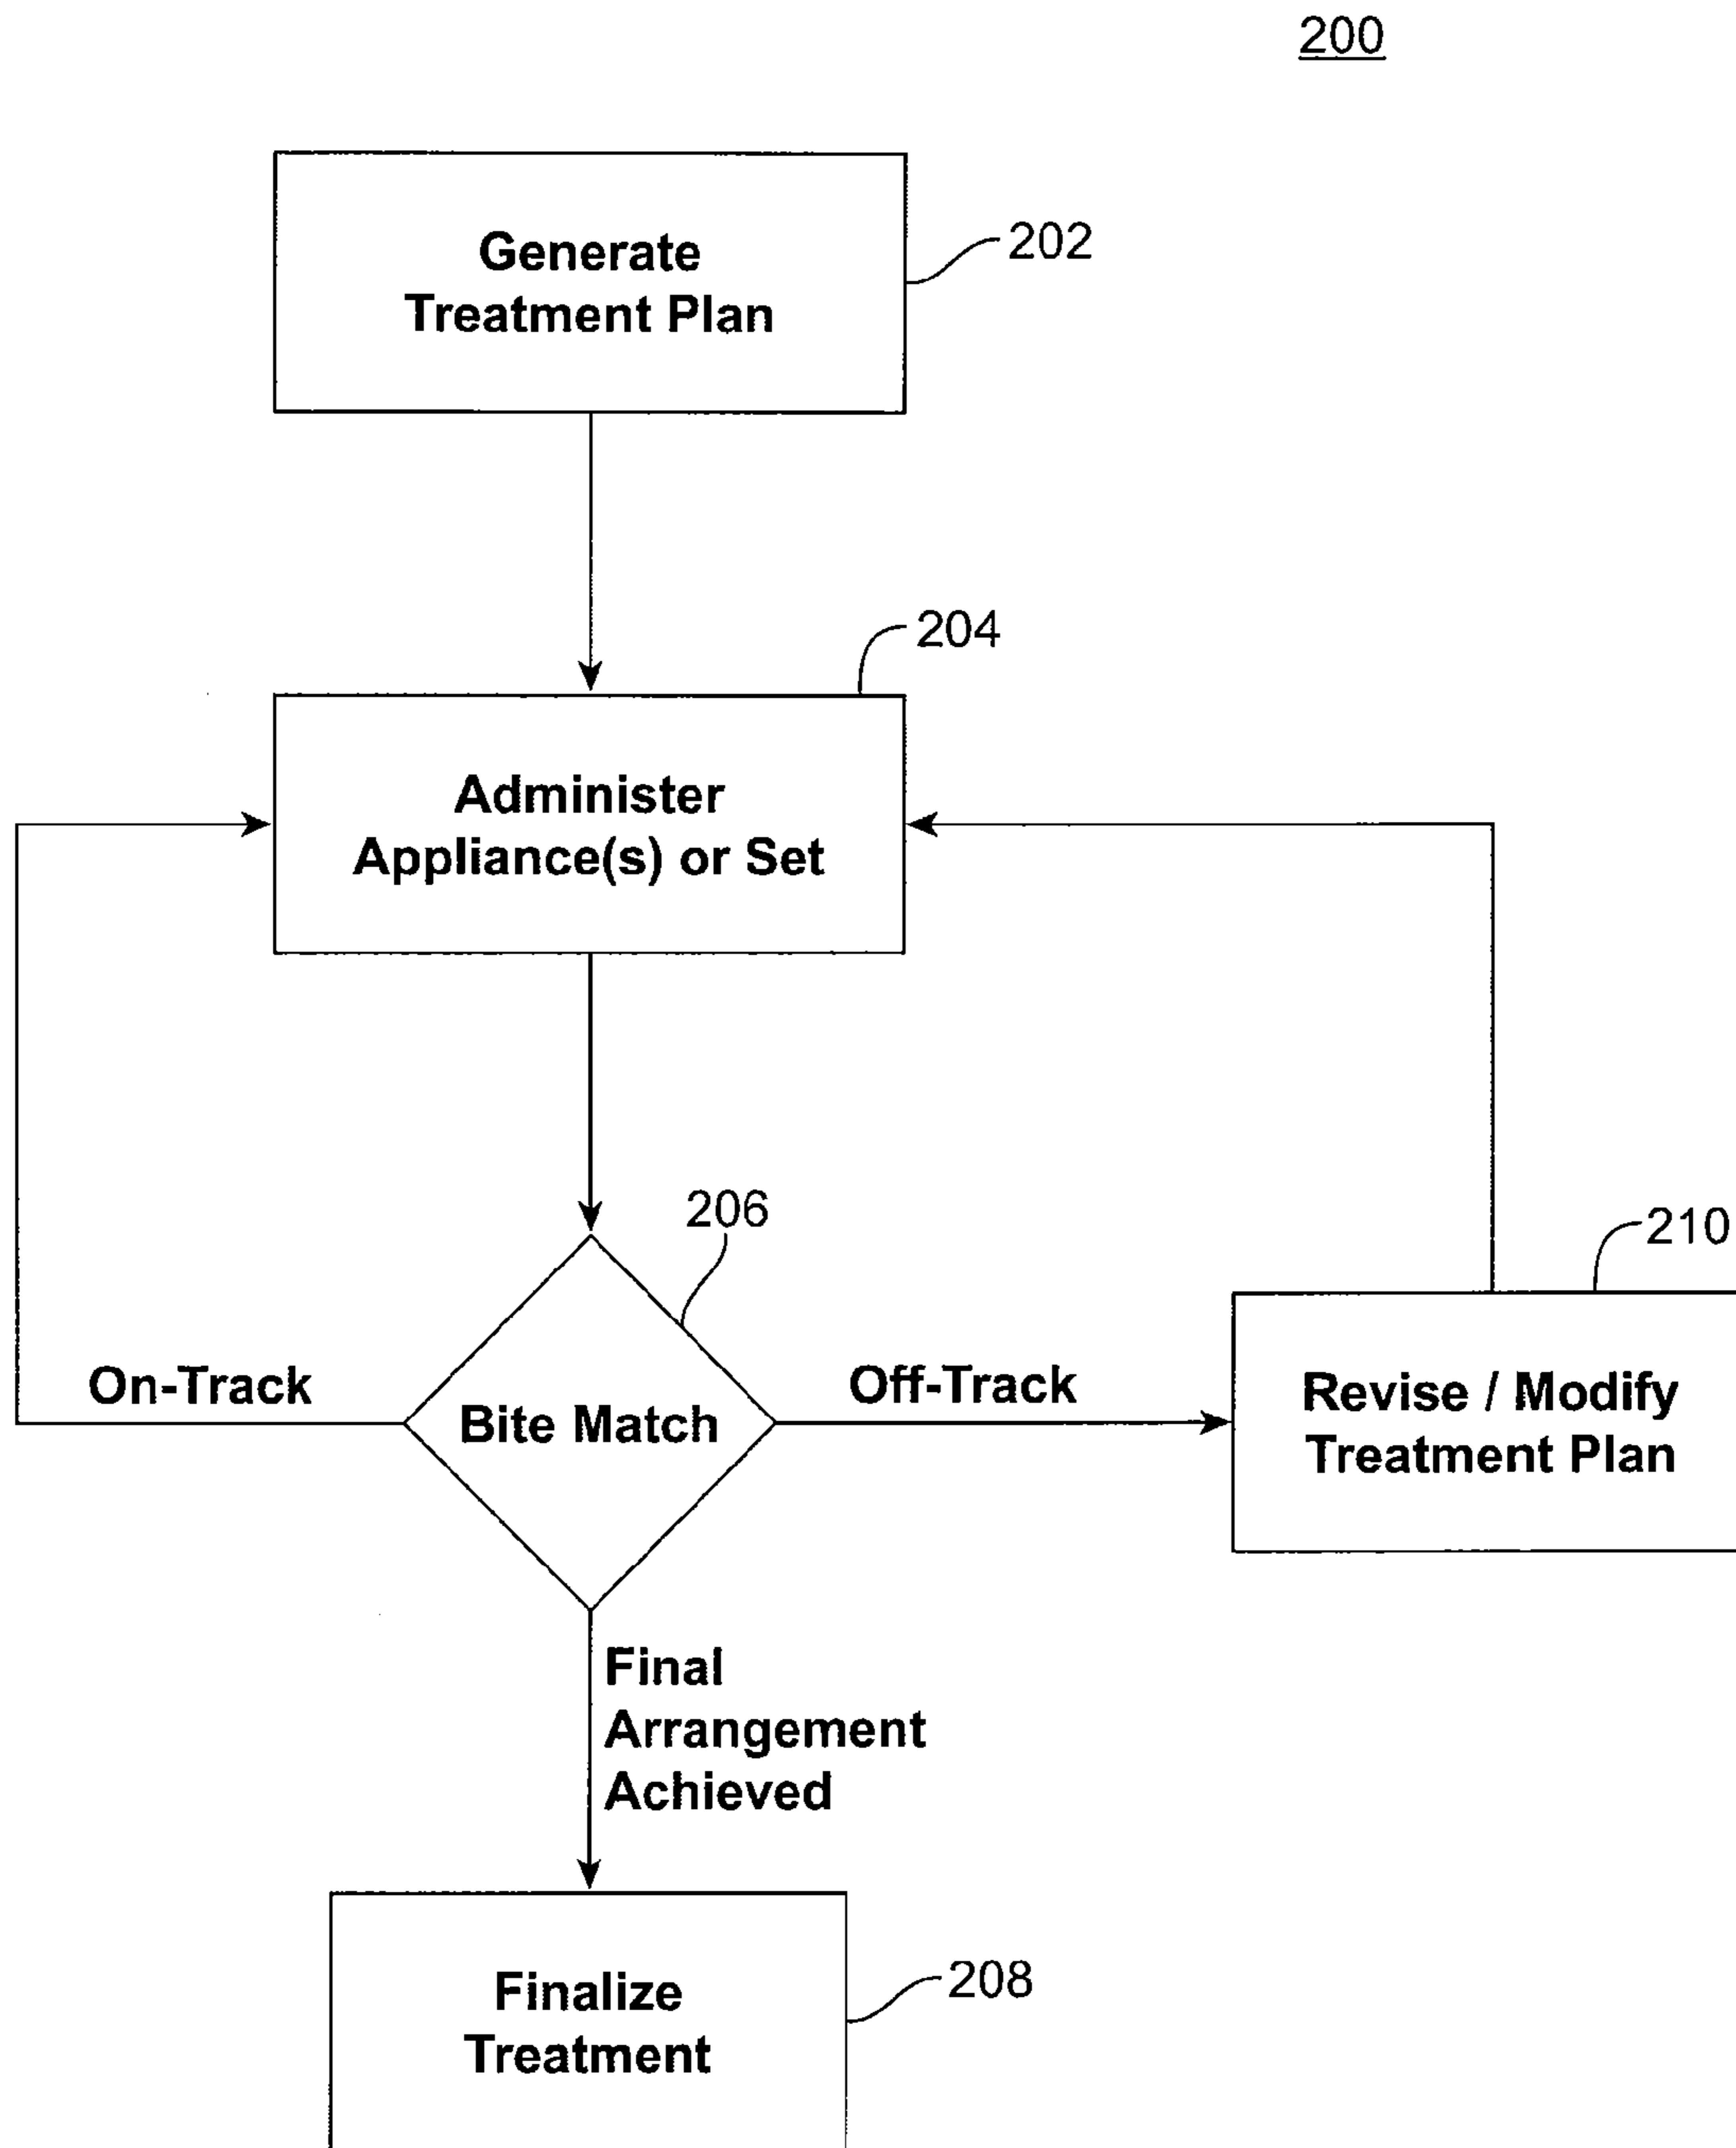 200
Generate
Treatment Plan
202
204
Administer
Appliance(s) or Set
206
210
On-Track
Bite Match
Off-Track
Revise / Modify
Treatment Plan
Final
Arrangement
Achieved
Finalize
Treatment
208